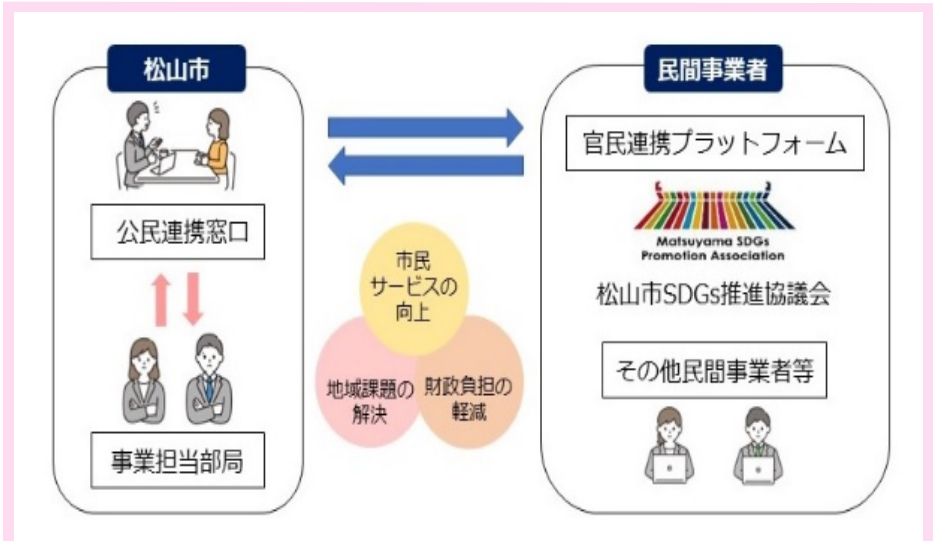 松山市
公民連携窓口
事業担当部局
市民
サービスの
向上
地域課題の
解決
財政負担の
軽減
民間事業者
官民連携プラットフォーム
Matsuyama SDGs
Promotion Association
松山市SDGs推進協議会
その他民間事業者等